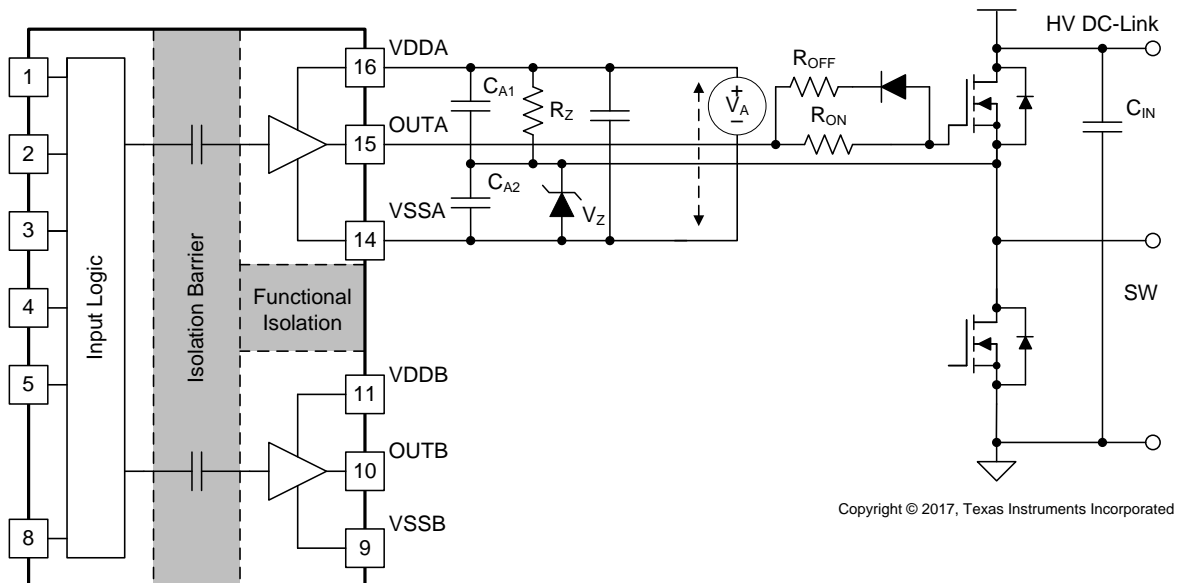 HV DC-Link
VDDA
1
16
R_OFF
C_A1
R_Z
+
V_A
–
C_IN
OUTA
R_ON
2
15
C_A2
VSSA
V_Z
3
14
Input Logic
Isolation Barrier
Functional
Isolation
SW
4
VDDB
5
11
OUTB
10
VSSB
8
9
Copyright © 2017, Texas Instruments Incorporated